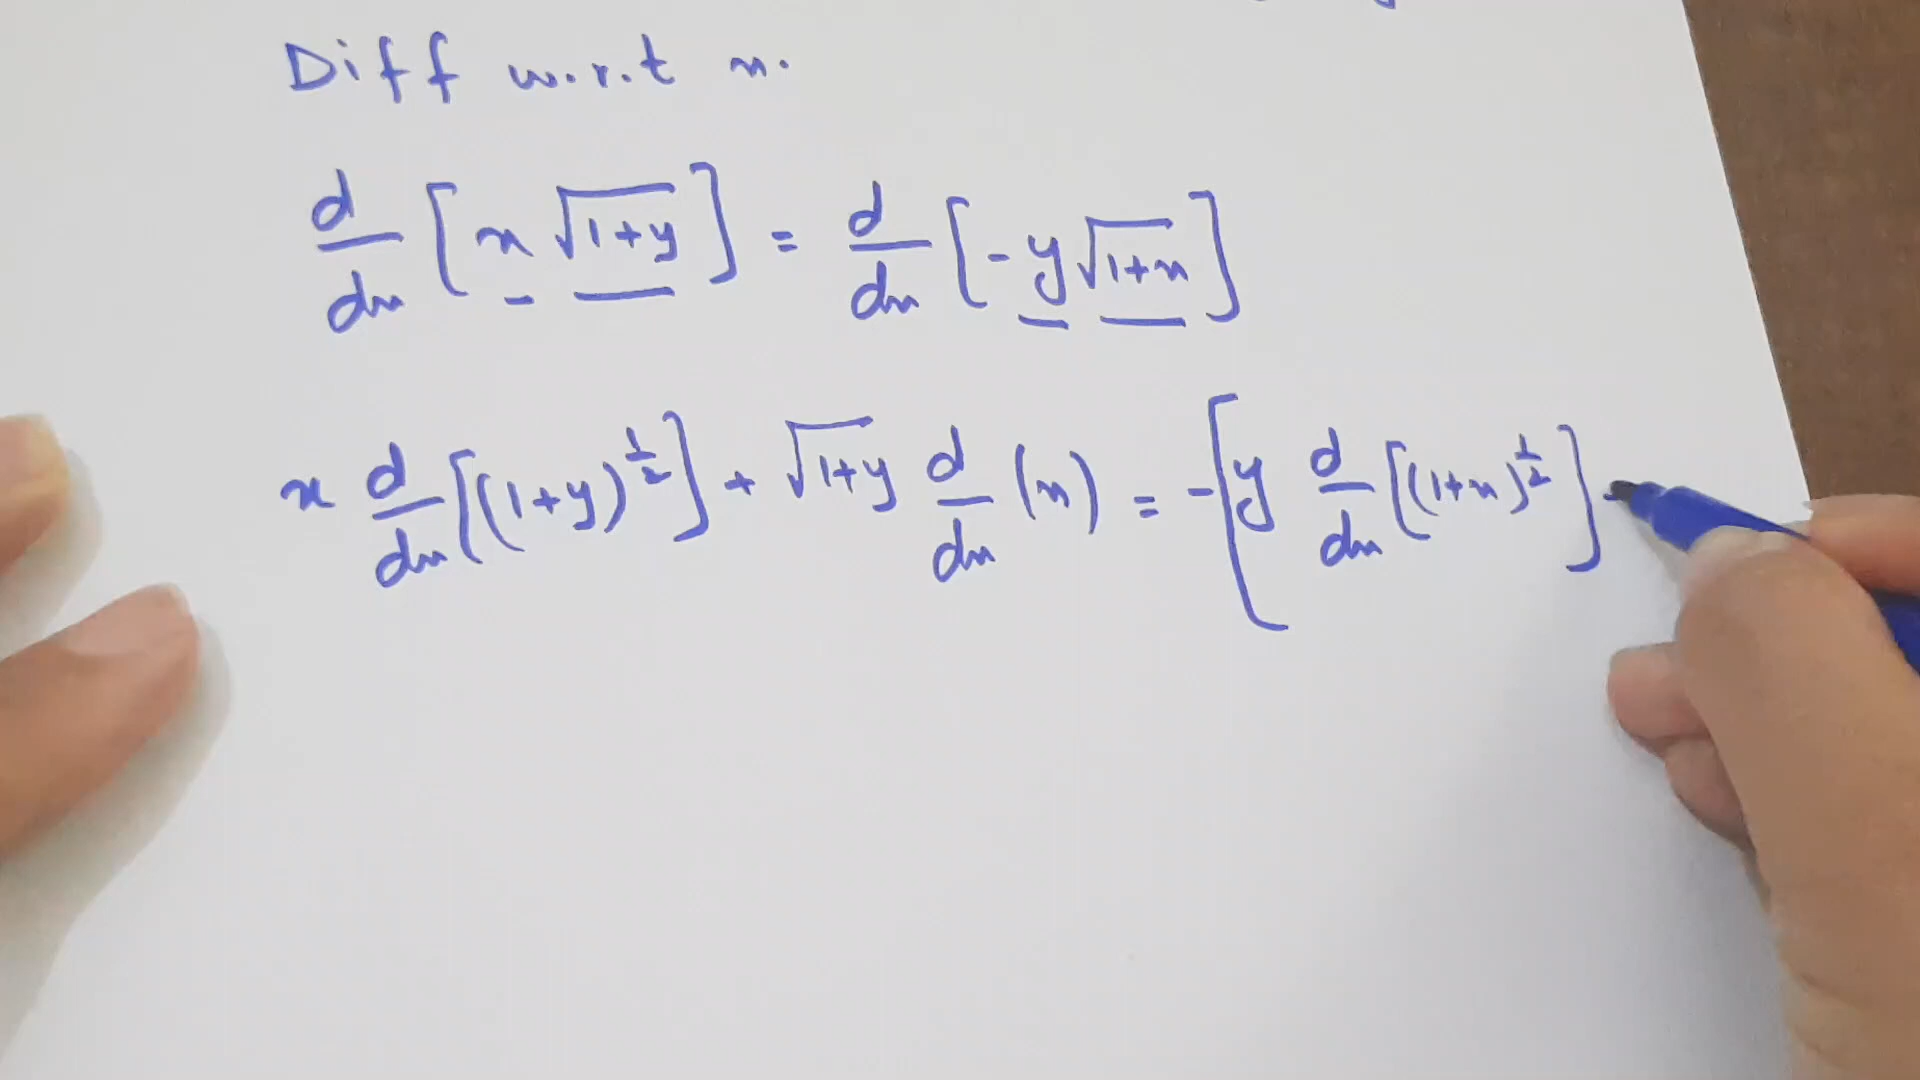 Diff w.r.t x.
d/dx [x √(1+y)] = d/dx [-y√(1+x)]
x d/dx [(1+y)^1/2] + √(1+y) d/dx (x) = -[y d/dx [(1+x)^1/2]